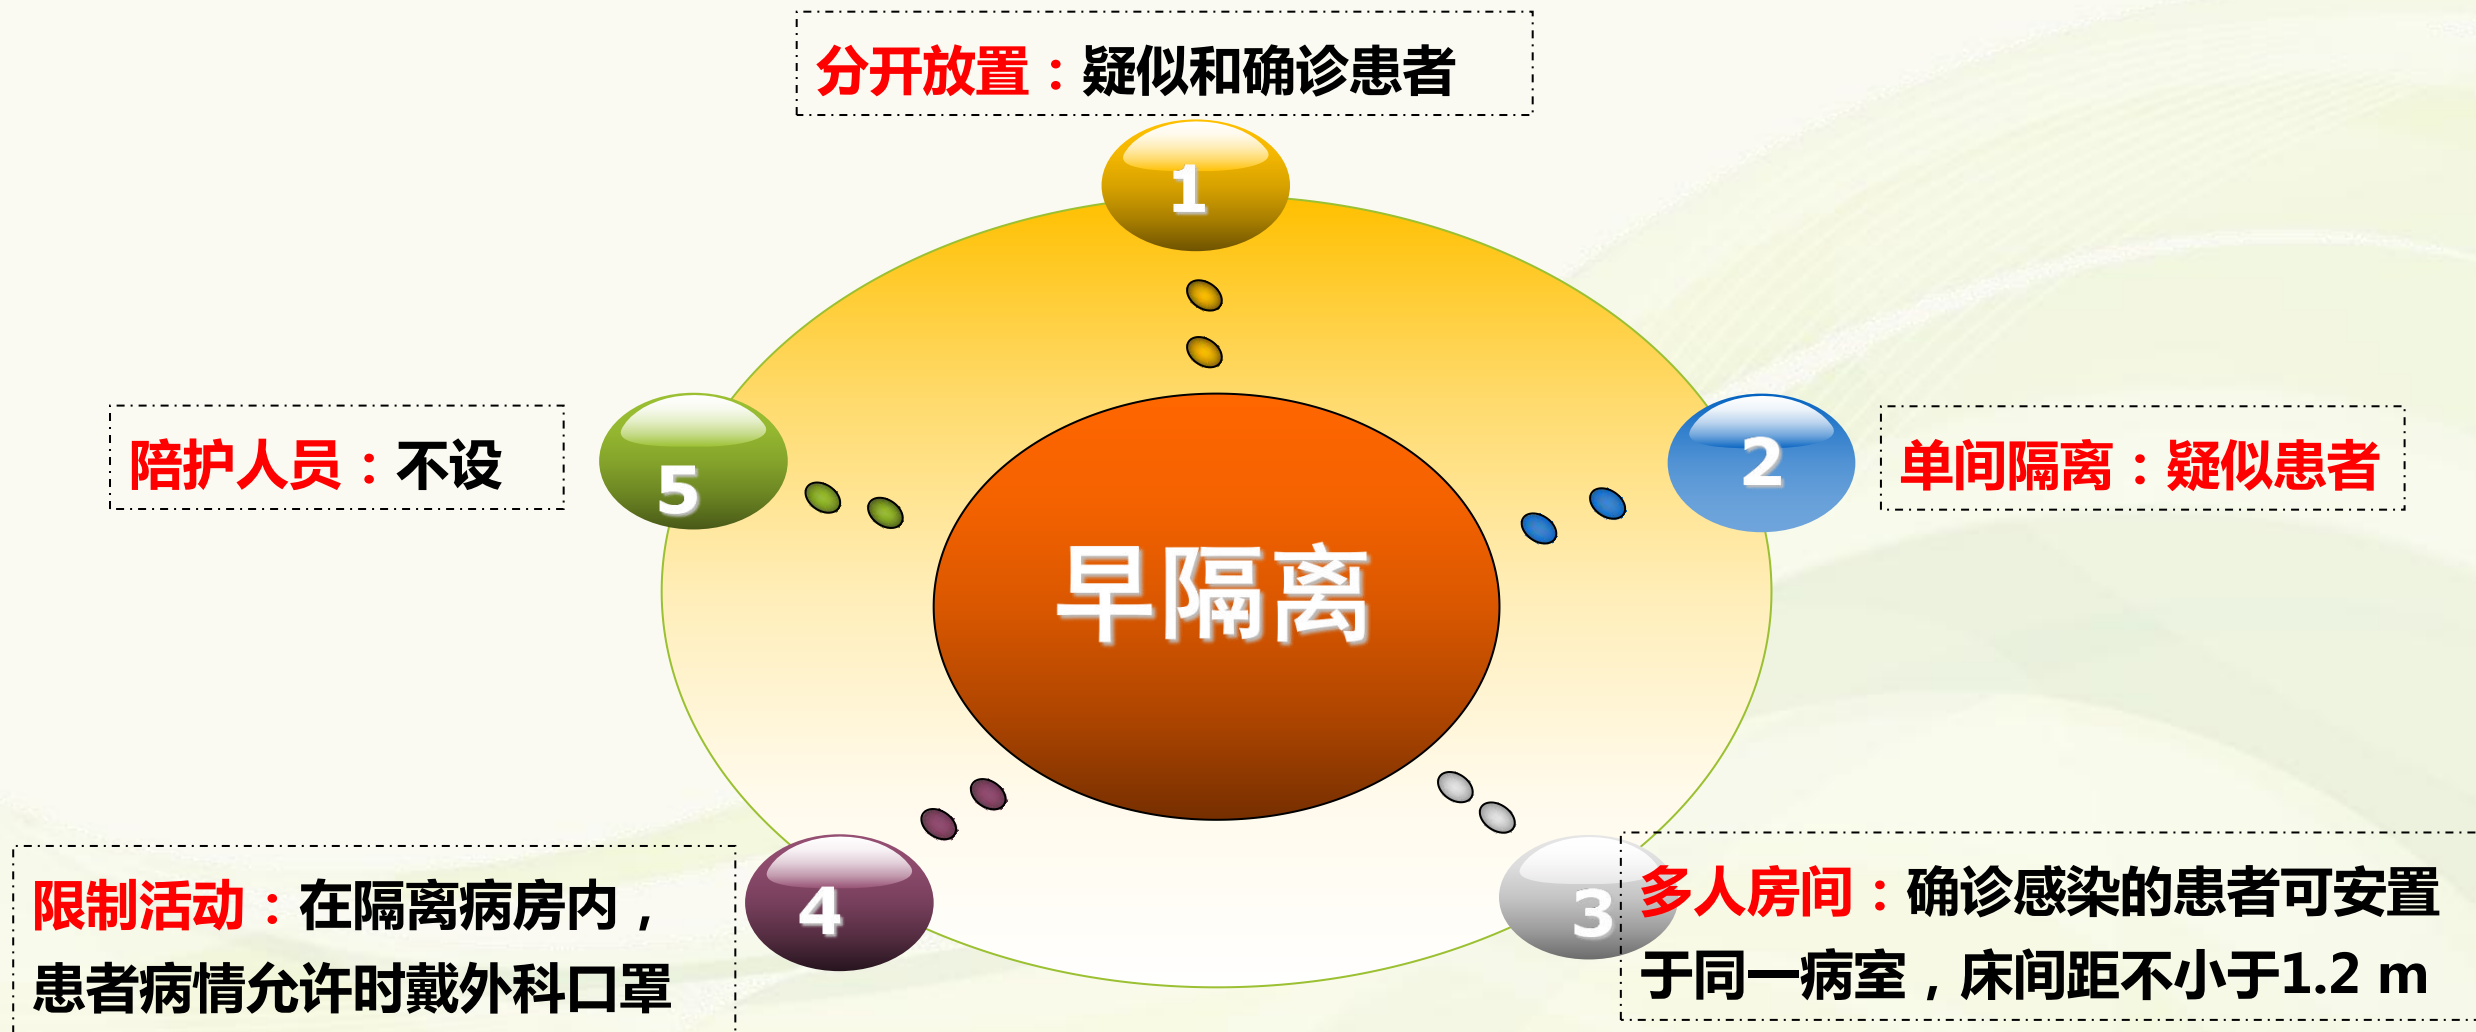 分开放置：疑似和确诊患者
1
陪护人员：不设
5
2
单间隔离：疑似患者
早隔离
限制活动：在隔离病房内，
患者病情允许时戴外科口罩
4
3
多人房间：确诊感染的患者可安置
于同一病室，床间距不小于1.2 m